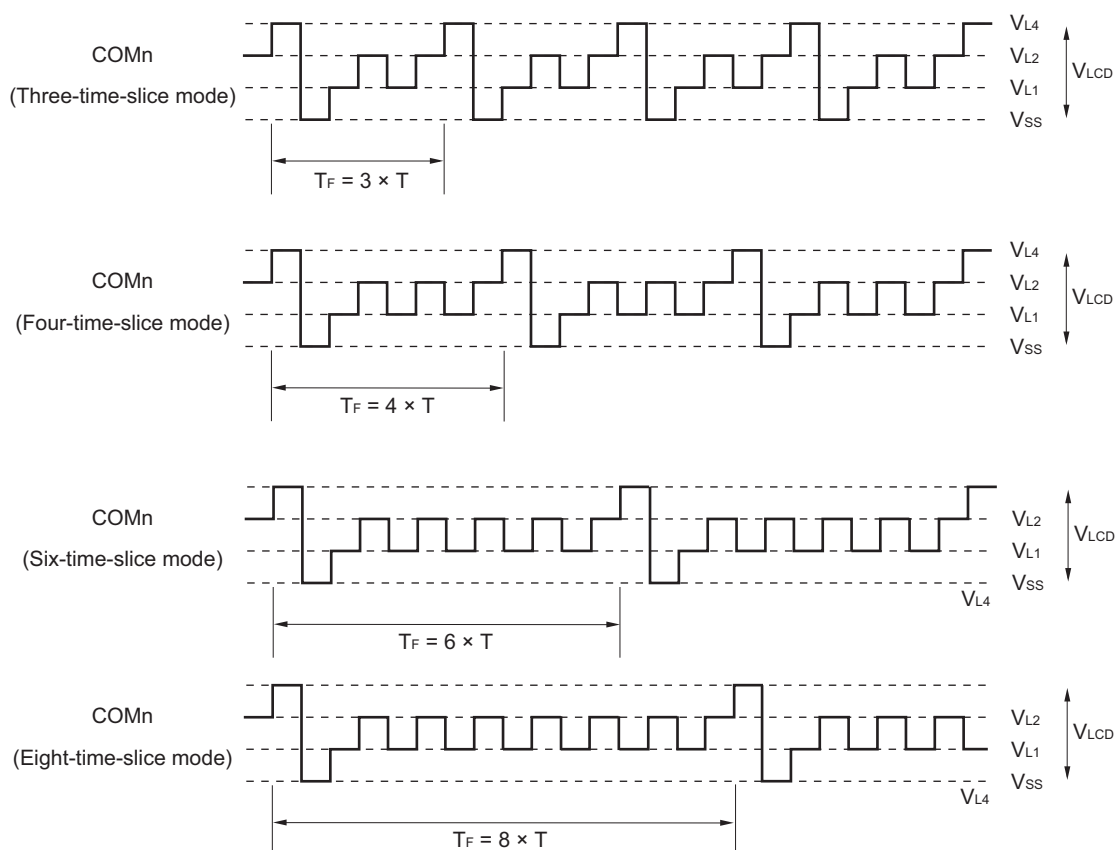 VL4
COMn
VL2
(Three-time-slice mode)
VL1
VLCD
VSS
TF = 3 × T
VL4
COMn
VL2
(Four-time-slice mode)
VL1
VLCD
VSS
TF = 4 × T
COMn
VL2
(Six-time-slice mode)
VL1
VLCD
VSS
VL4
TF = 6 × T
COMn
VL2
(Eight-time-slice mode)
VL1
VLCD
VSS
VL4
TF = 8 × T